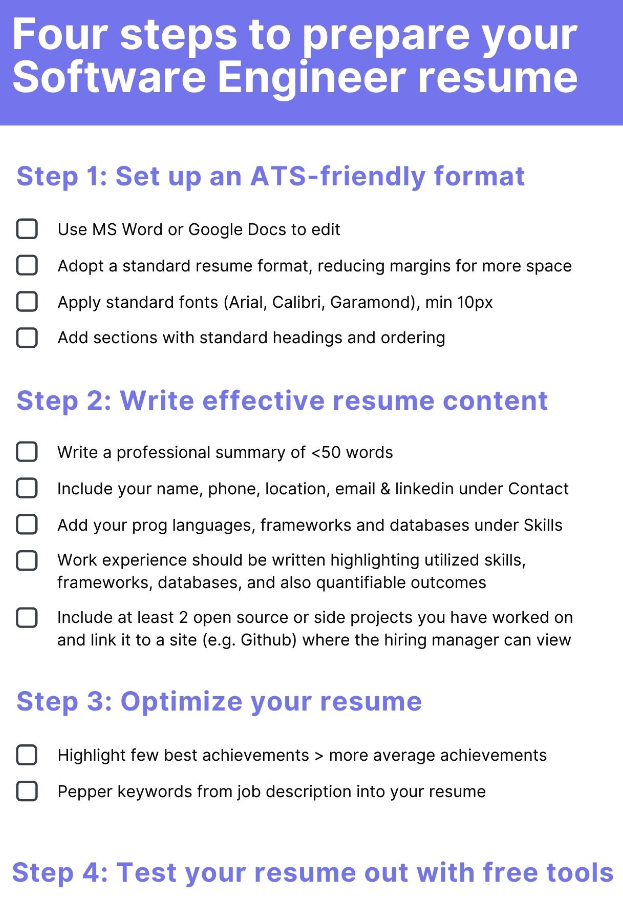 Four steps to prepare your
Software Engineer resume
Step 1: Set up an ATS-friendly format
Use MS Word or Google Docs to edit
Adopt a standard resume format, reducing margins for more space
Apply standard fonts (Arial, Calibri, Garamond), min 10px
Add sections with standard headings and ordering
Step 2: Write effective resume content
Write a professional summary of <50 words
Include your name, phone, location, email & linkedin under Contact
Add your prog languages, frameworks and databases under Skills
Work experience should be written highlighting utilized skills,
frameworks, databases, and also quantifiable outcomes
Include at least 2 open source or side projects you have worked on
and link it to a site (e.g. Github) where the hiring manager can view
Step 3: Optimize your resume
Highlight few best achievements > more average achievements
Pepper keywords from job description into your resume
Step 4: Test your resume out with free tools